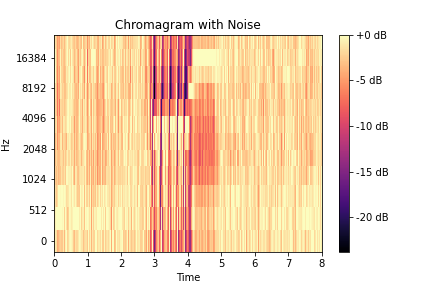 Chromagram with Noise
Hz
16384
8192
4096
2048
1024
512
0
0 1 2 3 4 5 6 7 8
Time
+0 dB
-5 dB
-10 dB
-15 dB
-20 dB